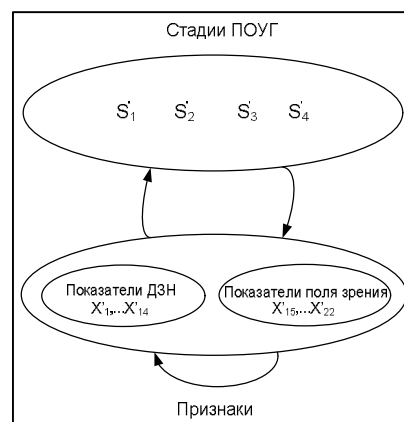 Стадии ПОУГ
S'1 S'2 S'3 S'4
Показатели ДЗН
X'1,...X'14
Показатели поля зрения
X'15,...X'22
Признаки